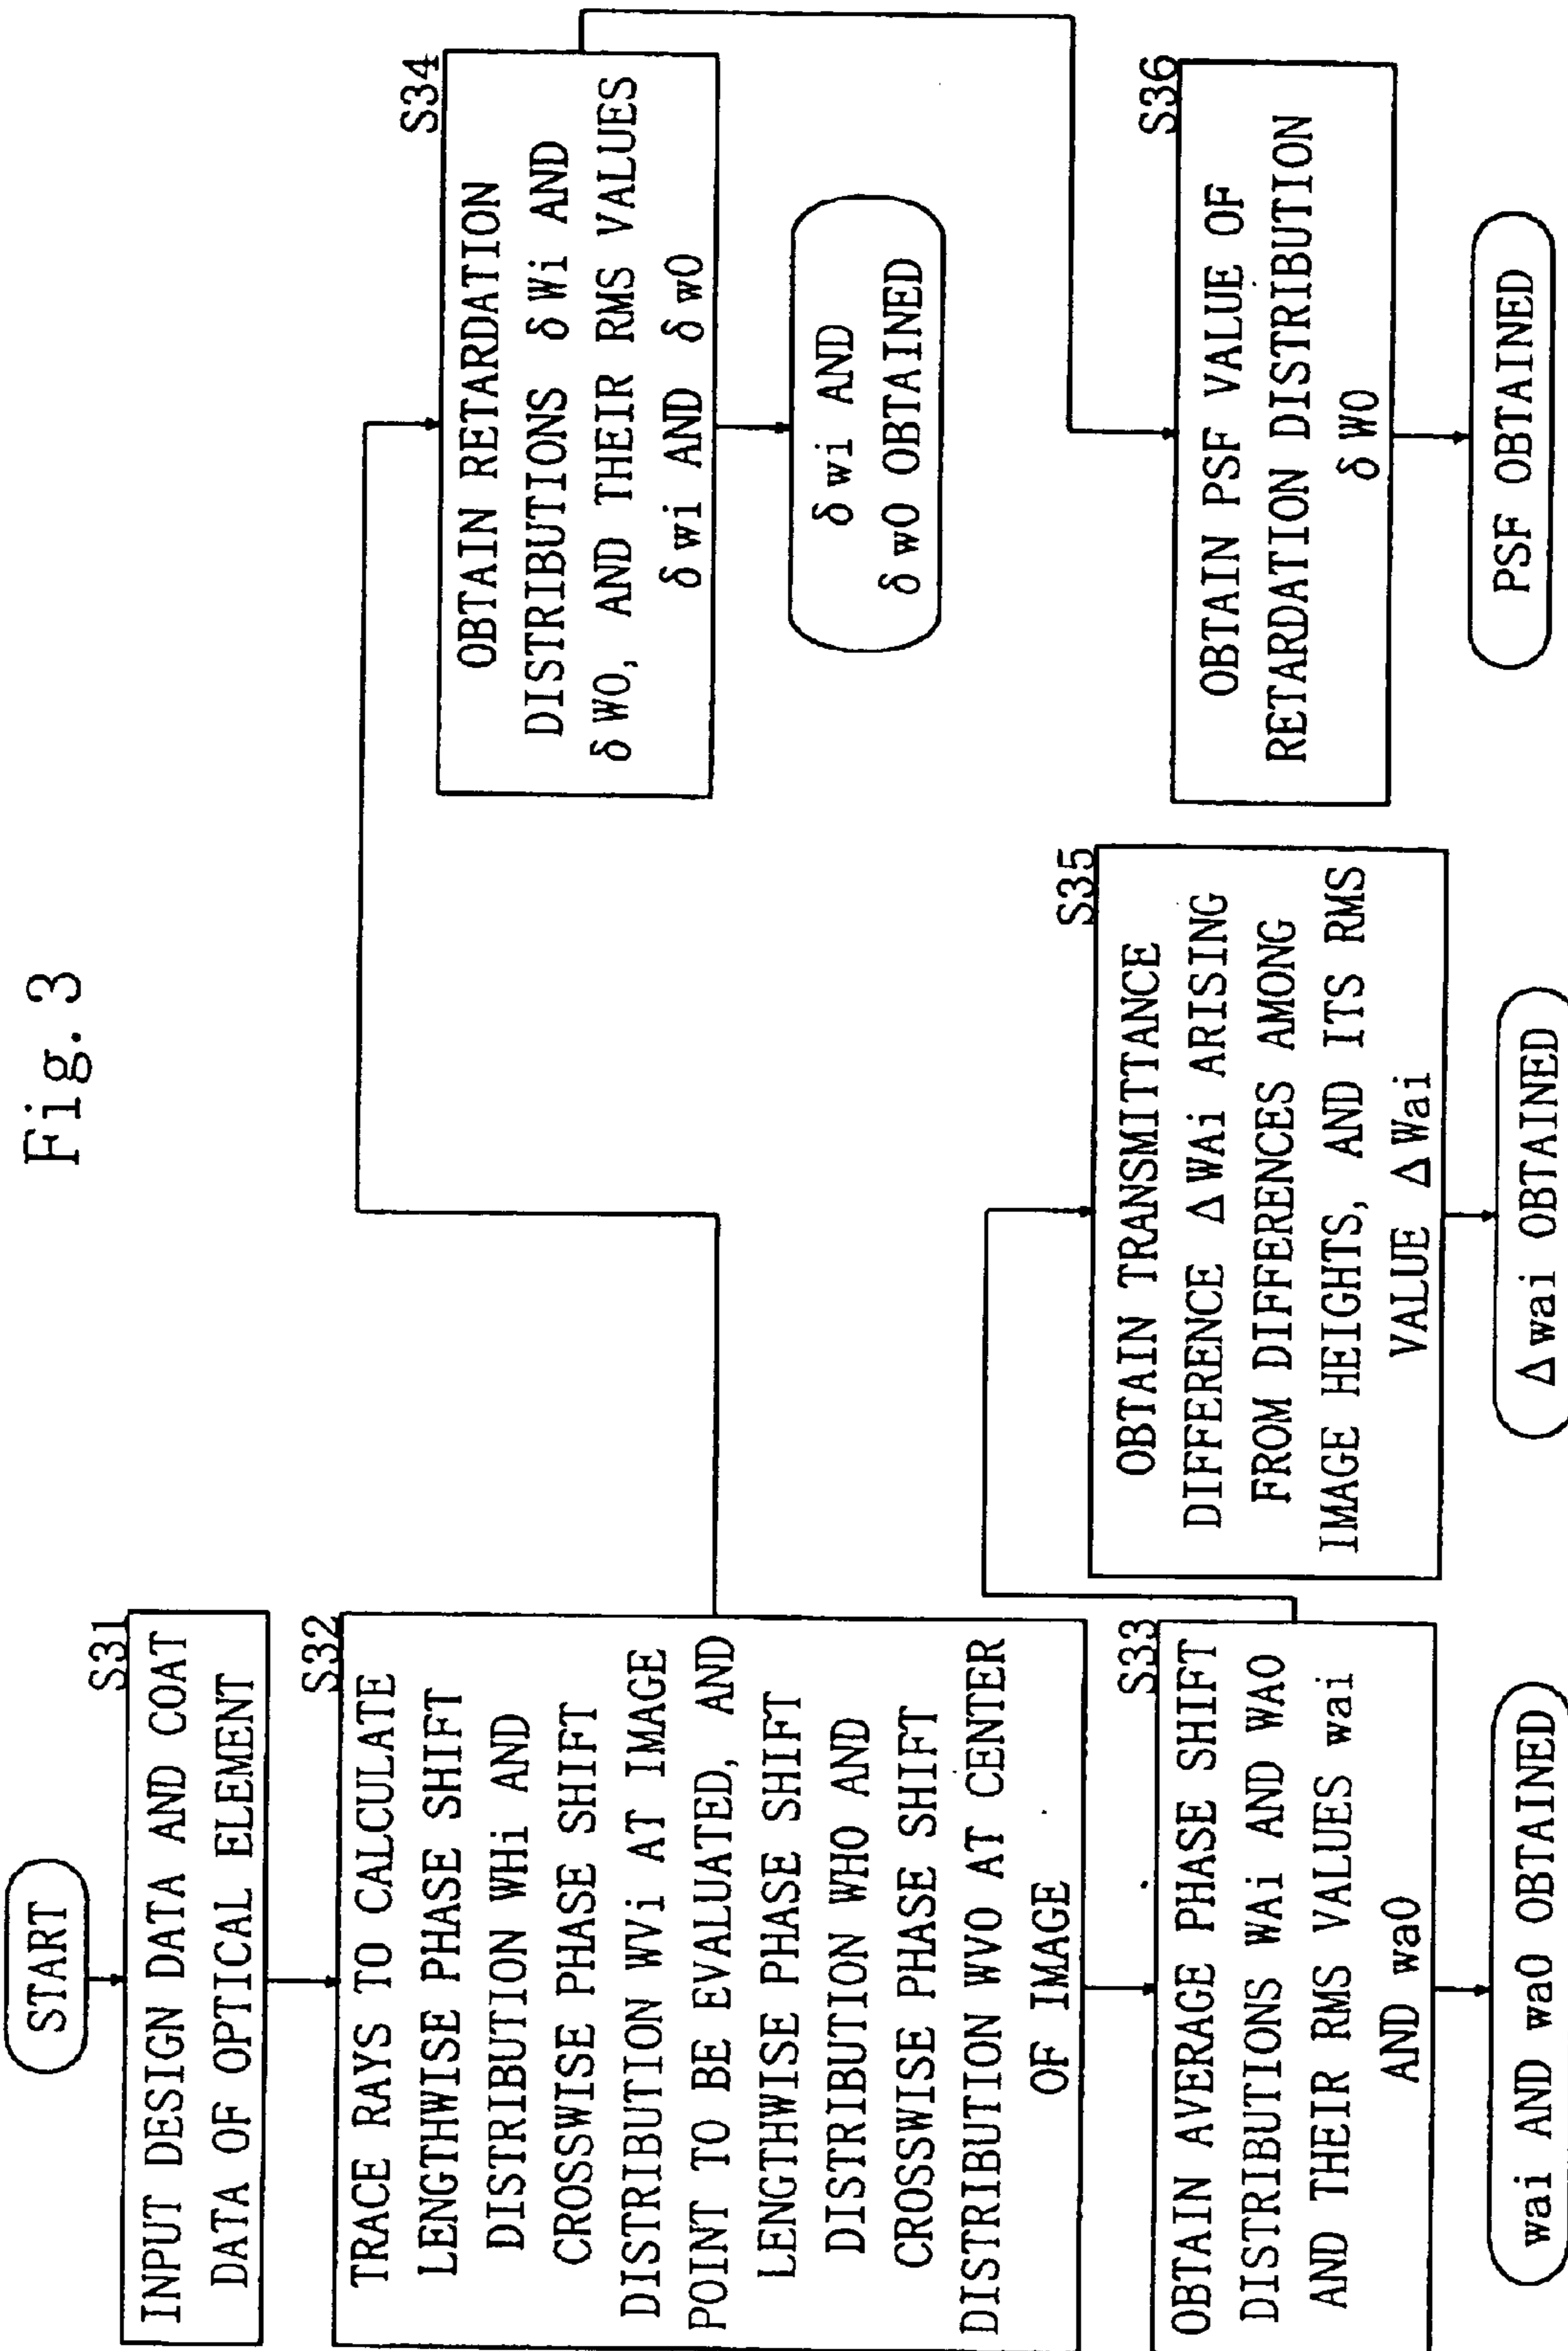 Fig. 3
START
S31
INPUT DESIGN DATA AND COAT
DATA OF OPTICAL ELEMENT
S32
TRACE RAYS TO CALCULATE
LENGTHWISE PHASE SHIFT
DISTRIBUTION WHi AND
CROSSWISE PHASE SHIFT
DISTRIBUTION WVi AT IMAGE
POINT TO BE EVALUATED, AND
LENGTHWISE PHASE SHIFT
DISTRIBUTION WHO AND
CROSSWISE PHASE SHIFT
DISTRIBUTION WVO AT CENTER
OF IMAGE
S33
OBTAIN AVERAGE PHASE SHIFT
DISTRIBUTIONS WAi AND WAO
AND THEIR RMS VALUES wai
AND wa0
wai AND wa0 OBTAINED
S34
OBTAIN RETARDATION
DISTRIBUTIONS δWi AND
δWO, AND THEIR RMS VALUES
δwi AND δw0
δwi AND
δw0 OBTAINED
S35
OBTAIN TRANSMITTANCE
DIFFERENCE ΔWAi ARISING
FROM DIFFERENCES AMONG
IMAGE HEIGHTS, AND ITS RMS
VALUE ΔWai
Δwai OBTAINED
S36
OBTAIN PSF VALUE OF
RETARDATION DISTRIBUTION
δWO
PSF OBTAINED